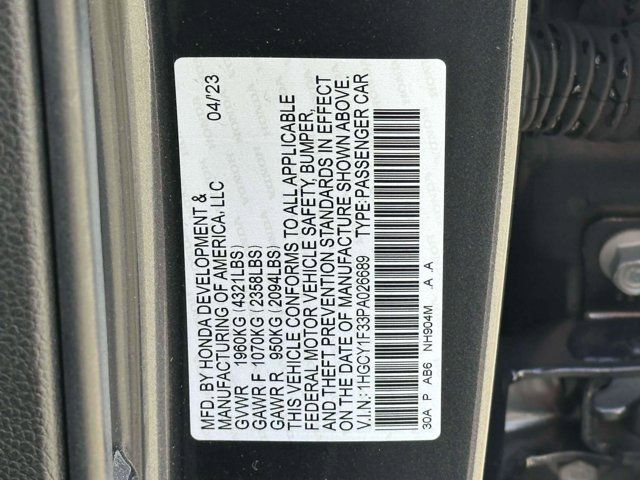 MFD. BY HONDA DEVELOPMENT & 04/'23
MANUFACTURING OF AMERICA, LLC
GVWR 1960KG (4321LBS)
GAWR F 1070KG (2358LBS)
GAWR R 950KG (2094LBS)
THIS VEHICLE CONFORMS TO ALL APPLICABLE
FEDERAL MOTOR VEHICLE SAFETY, BUMPER,
AND THEFT PREVENTION STANDARDS IN EFFECT
ON THE DATE OF MANUFACTURE SHOWN ABOVE.
V.I.N.: 1HGCY1F33PA026689 TYPE: PASSENGER CAR
30A P AB6 NH904M A A